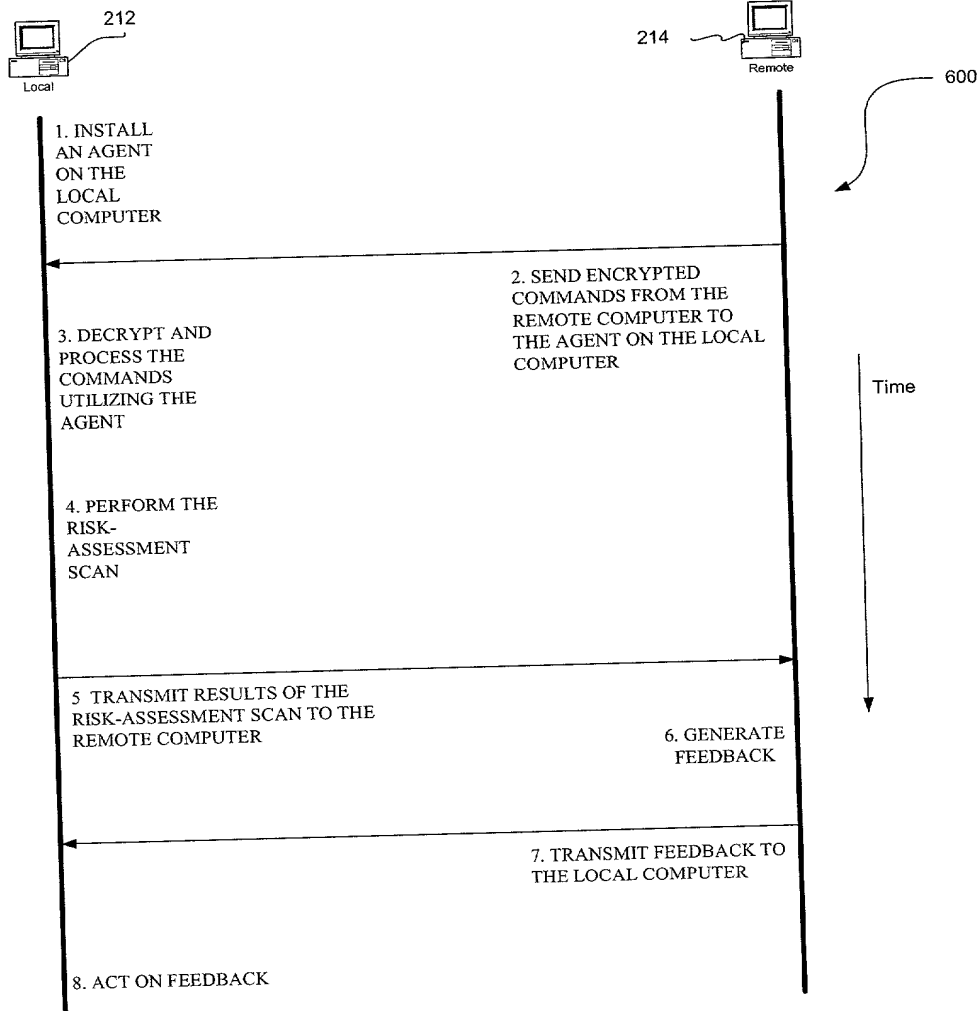 212
214
Local
Remote
600
1. INSTALL
AN AGENT
ON THE
LOCAL
COMPUTER
2. SEND ENCRYPTED
COMMANDS FROM THE
REMOTE COMPUTER TO
THE AGENT ON THE LOCAL
COMPUTER
3. DECRYPT AND
PROCESS THE
COMMANDS
UTILIZING THE
AGENT
Time
4. PERFORM THE
RISK-
ASSESSMENT
SCAN
5 TRANSMIT RESULTS OF THE
RISK-ASSESSMENT SCAN TO THE
REMOTE COMPUTER
6. GENERATE
FEEDBACK
7. TRANSMIT FEEDBACK TO
THE LOCAL COMPUTER
8. ACT ON FEEDBACK